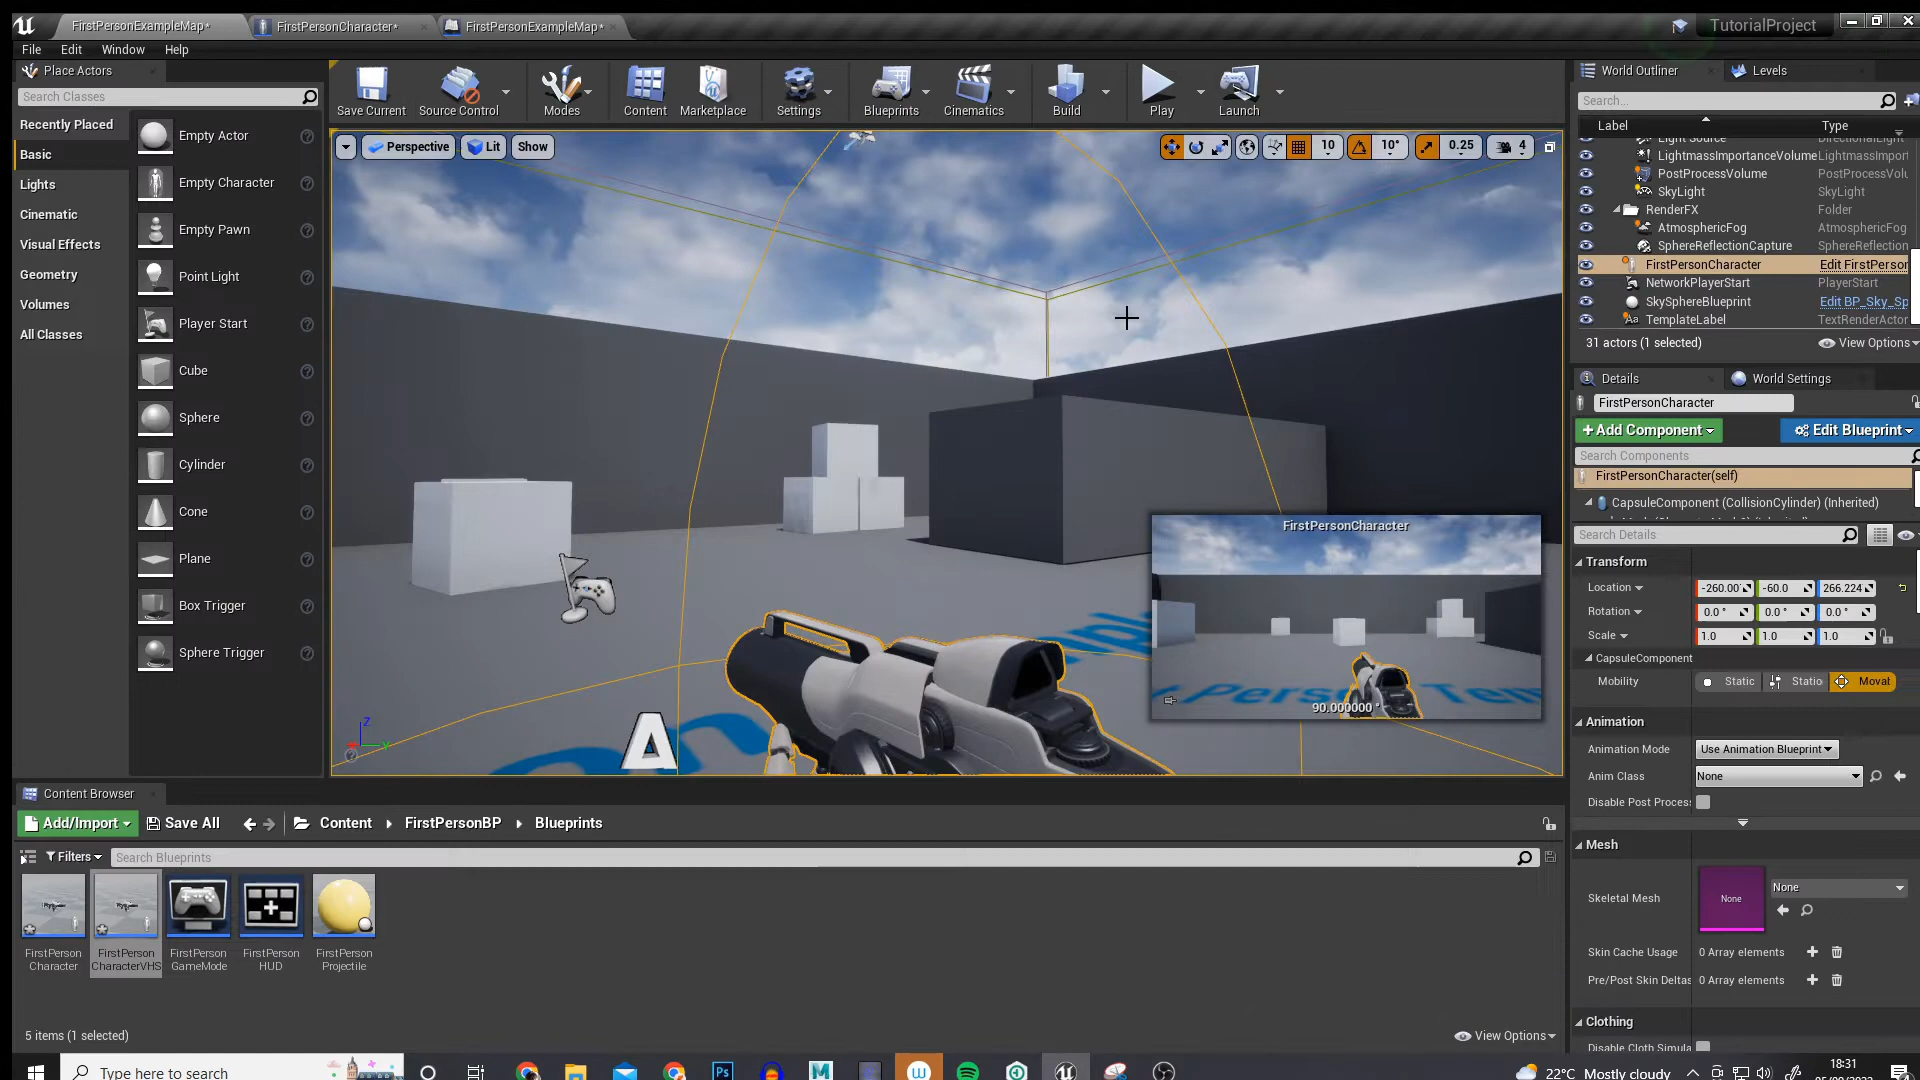 FirstPersonExampleMap*
FirstPersonCharacter*
FirstPersonExampleMap*
TutorialProject
File Edit Window Help
Place Actors
Search Classes
Recently Placed
Basic
Lights
Cinematic
Visual Effects
Geometry
Volumes
All Classes
Empty Actor
Empty Character
Empty Pawn
Point Light
Player Start
Cube
Sphere
Cylinder
Cone
Plane
Box Trigger
Sphere Trigger
Save Current
Source Control
Modes
Content
Marketplace
Settings
Blueprints
Cinematics
Build
Play
Launch
Perspective
Lit
Show
10
10°
0.25
4
FirstPersonCharacter
90.000000 °
A
Z
World Outliner
Levels
Search...
Label Type
Light Source DirectionalLight
LightmassImportanceVolume LightmassImport
PostProcessVolume PostProcessVolu
SkyLight SkyLight
RenderFX Folder
AtmosphericFog AtmosphericFog
SphereReflectionCapture SphereReflection
FirstPersonCharacter Edit FirstPerson
NetworkPlayerStart PlayerStart
SkySphereBlueprint Edit BP_Sky_Sp
TemplateLabel TextRenderActor
31 actors (1 selected)
View Options
Details
World Settings
FirstPersonCharacter
+ Add Component
Edit Blueprint
Search Components
FirstPersonCharacter(self)
CapsuleComponent (CollisionCylinder) (Inherited)
Search Details
Transform
Location -260.00 -60.0 266.224
Rotation 0.0 ° 0.0 ° 0.0 °
Scale 1.0 1.0 1.0
CapsuleComponent
Mobility Static Statio Movat
Animation
Animation Mode Use Animation Blueprint
Anim Class None
Disable Post Proces
Mesh
Skeletal Mesh None None
Skin Cache Usage 0 Array elements
Pre/Post Skin Deltas 0 Array elements
Clothing
Disable Cloth Simula
Content Browser
Add/Import
Save All
Content
FirstPersonBP
Blueprints
Filters
Search Blueprints
FirstPerson
Character
FirstPerson
CharacterVHS
FirstPerson
GameMode
FirstPerson
HUD
FirstPerson
Projectile
5 items (1 selected)
View Options
Type here to search
Ps
M
22°C Mostly cloudy
18:31